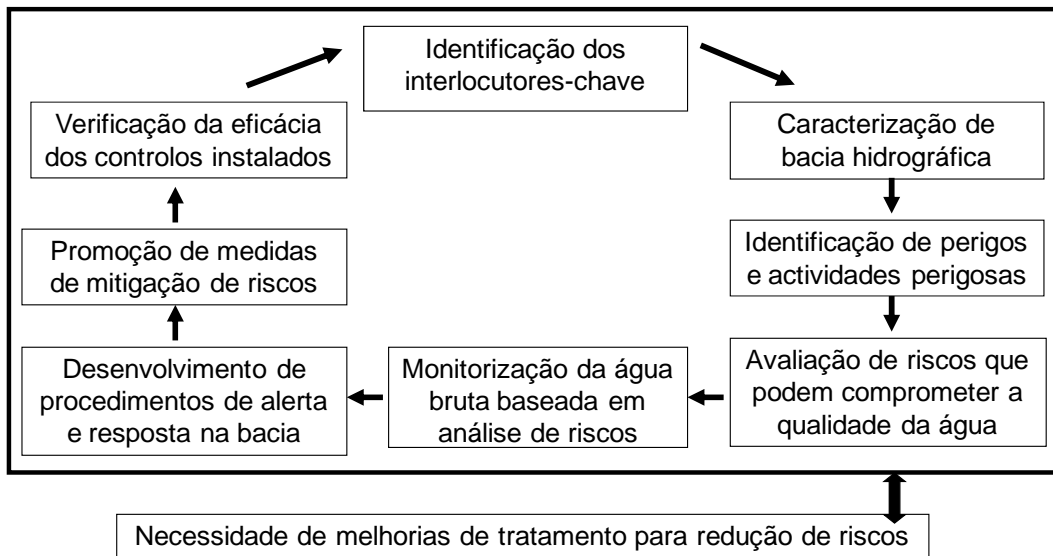 Identificação dos
interlocutores-chave
Verificação da eficácia
dos controlos instalados
Caracterização de
bacia hidrográfica
Promoção de medidas
de mitigação de riscos
Identificação de perigos
e actividades perigosas
Desenvolvimento de
procedimentos de alerta
e resposta na bacia
Monitorização da água
bruta baseada em
análise de riscos
Avaliação de riscos que
podem comprometer a
qualidade da água
Necessidade de melhorias de tratamento para redução de riscos